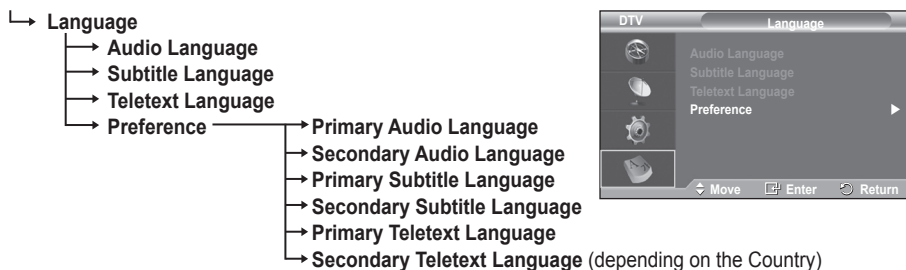 Language
Audio Language
Subtitle Language
Teletext Language
Preference
Primary Audio Language
Secondary Audio Language
Primary Subtitle Language
Secondary Subtitle Language
Primary Teletext Language
Secondary Teletext Language (depending on the Country)
DTV
Language
Audio Language
Subtitle Language
Teletext Language
Preference
Move Enter Return